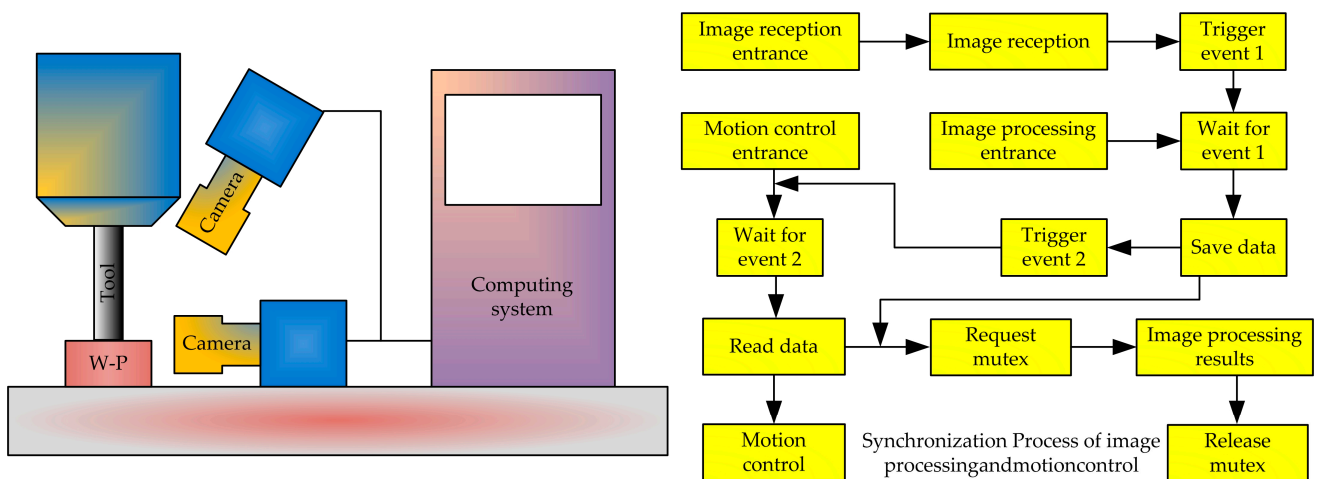 Camera
Tool
Camera
W-P
Computing
system
Image reception
entrance
Image reception
Trigger
event 1
Motion control
entrance
Image processing
entrance
Wait for
event 1
Wait for
event 2
Trigger
event 2
Save data
Read data
Request
mutex
Image processing
results
Motion
control
Synchronization Process of image
processingandmotioncontrol
Release
mutex